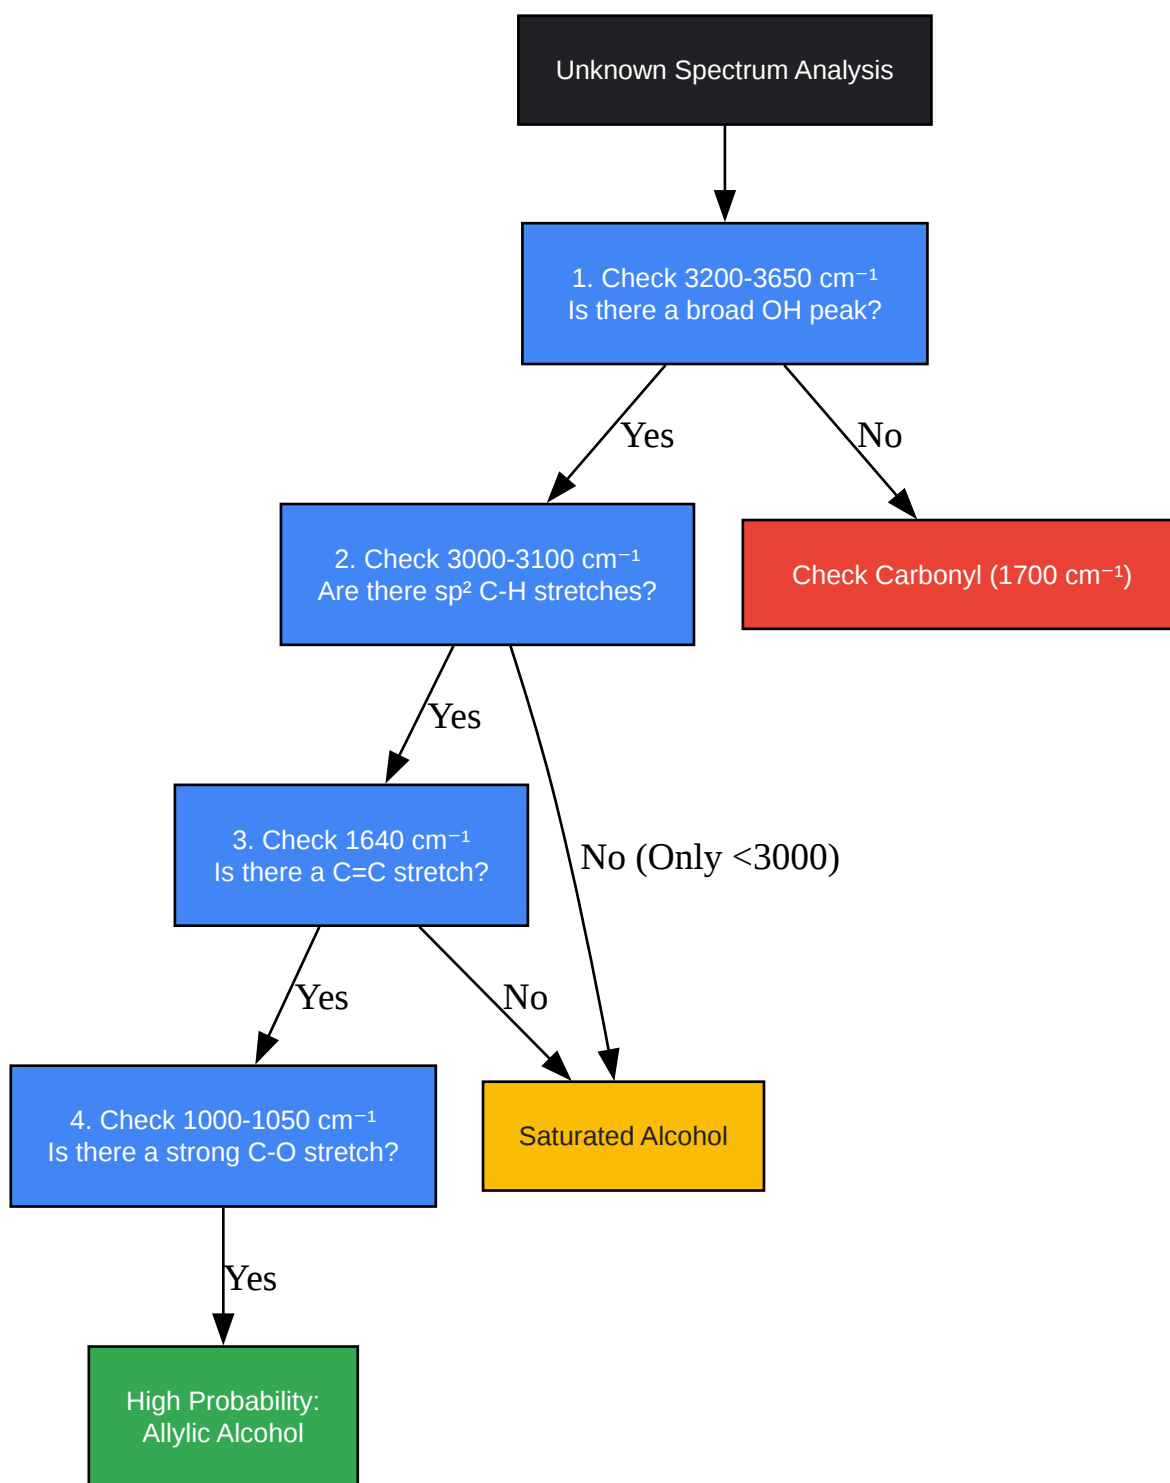 Unknown Spectrum Analysis
1. Check 3200-3650 cm⁻¹
Is there a broad OH peak?
Yes
No
2. Check 3000-3100 cm⁻¹
Are there sp² C-H stretches?
Check Carbonyl (1700 cm⁻¹)
Yes
3. Check 1640 cm⁻¹
Is there a C=C stretch?
No (Only <3000)
Yes
No
4. Check 1000-1050 cm⁻¹
Is there a strong C-O stretch?
Saturated Alcohol
Yes
High Probability:
Allylic Alcohol